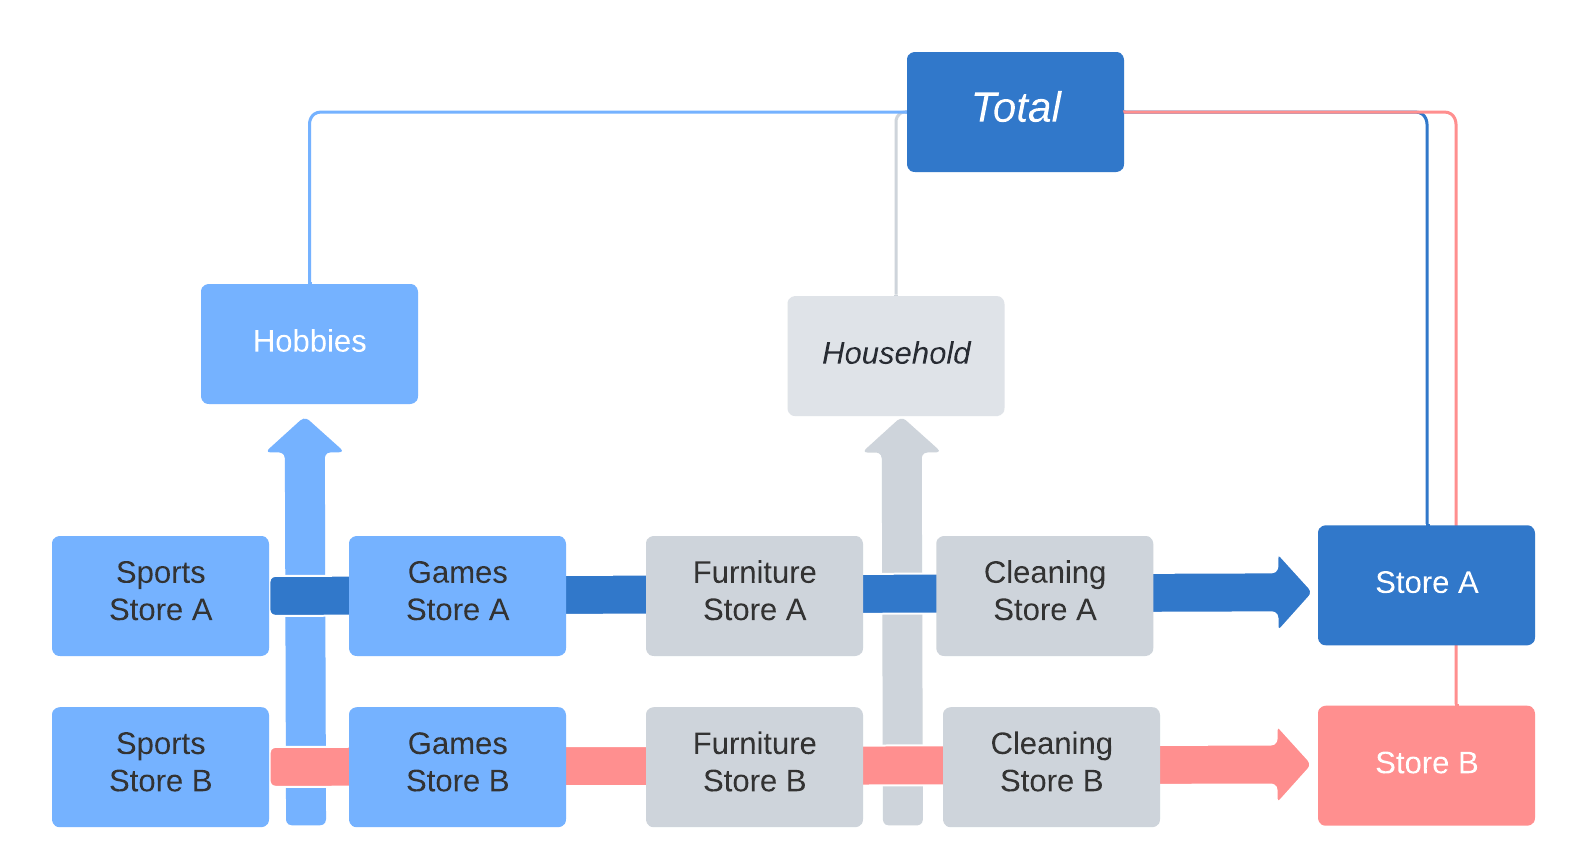 Total
Hobbies
Household
Sports
Store A
Games
Store A
Furniture
Store A
Cleaning
Store A
Store A
Sports
Store B
Games
Store B
Furniture
Store B
Cleaning
Store B
Store B